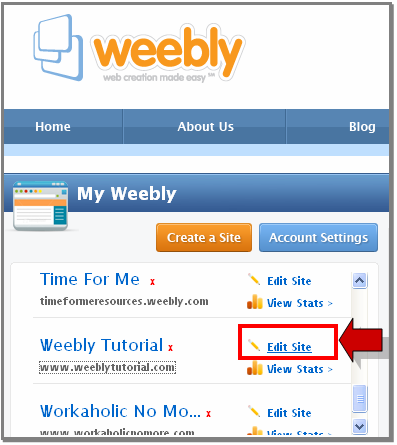 weebly
web creation made easy℠
Home About Us Blog
My Weebly
Create a Site Account Settings
Time For Me x Edit Site
timeformeresources.weebly.com View Stats >
Weebly Tutorial x Edit Site
www.weeblytutorial.com View Stats >
Workaholic No Mo... x Edit Site
www.workaholicnomore.com View Stats >